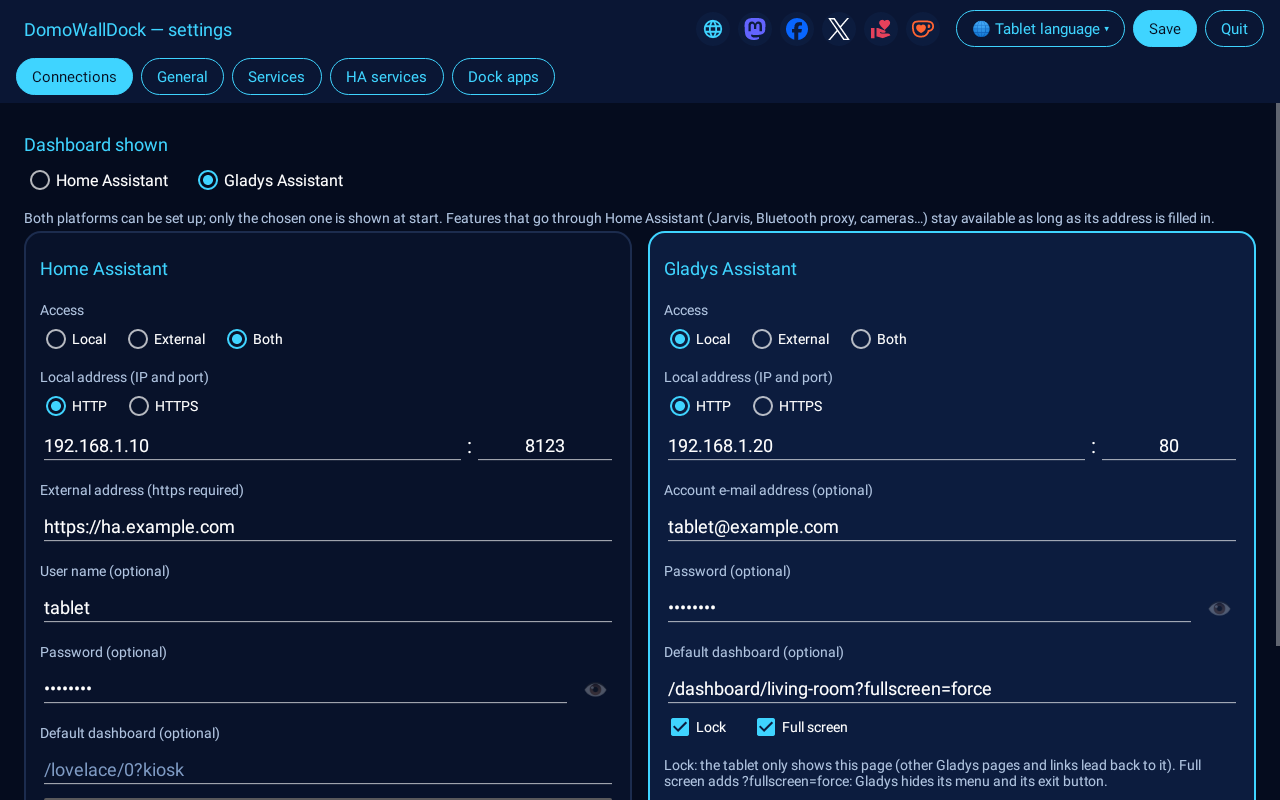 DomoWallDock — settings
Tablet language ▾
Save
Quit
Connections
General
Services
HA services
Dock apps
Dashboard shown
Home Assistant
Gladys Assistant
Both platforms can be set up; only the chosen one is shown at start. Features that go through Home Assistant (Jarvis, Bluetooth proxy, cameras…) stay available as long as its address is filled in.
Home Assistant
Access
Local
External
Both
Local address (IP and port)
HTTP
HTTPS
192.168.1.10 : 8123
External address (https required)
https://ha.example.com
User name (optional)
tablet
Password (optional)
••••••••
Default dashboard (optional)
/lovelace/0?kiosk
Gladys Assistant
Access
Local
External
Both
Local address (IP and port)
HTTP
HTTPS
192.168.1.20 : 80
Account e-mail address (optional)
tablet@example.com
Password (optional)
••••••••
Default dashboard (optional)
/dashboard/living-room?fullscreen=force
Lock
Full screen
Lock: the tablet only shows this page (other Gladys pages and links lead back to it). Full
screen adds ?fullscreen=force: Gladys hides its menu and its exit button.